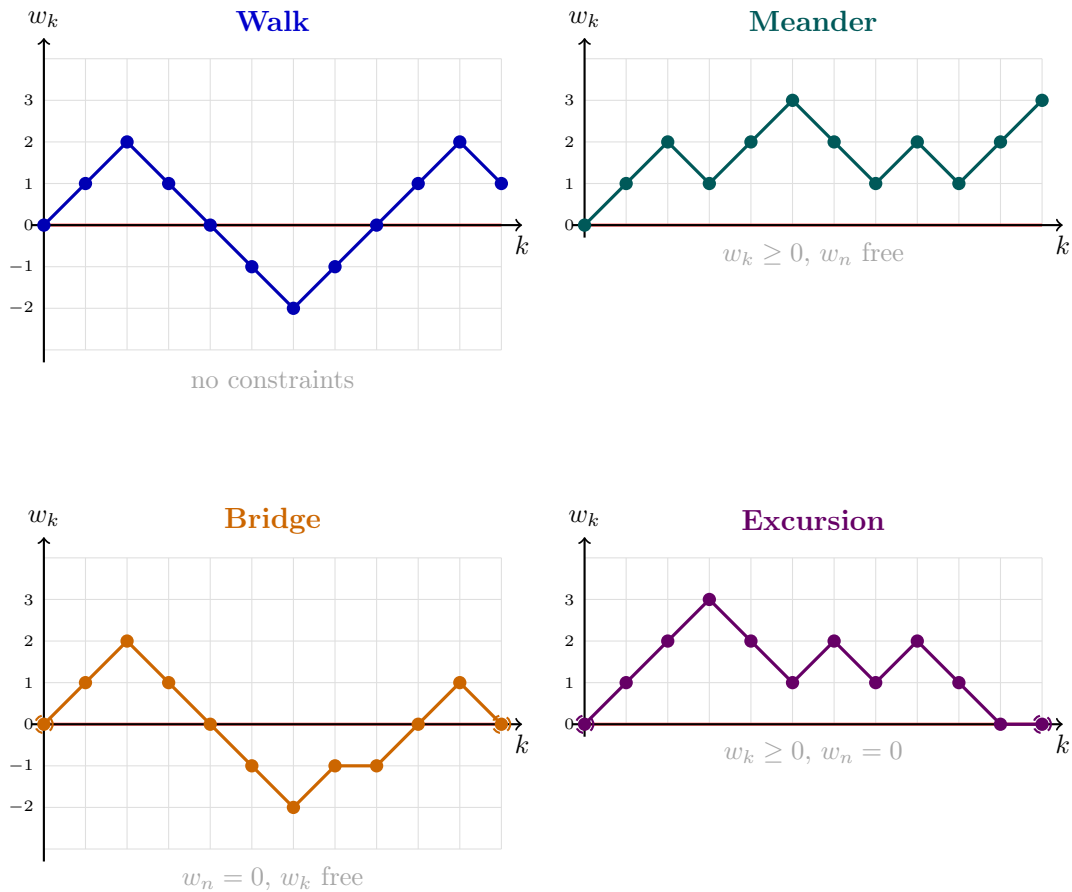 Walk
w_k
3
2
1
0
−1
−2
k
no constraints
Meander
w_k
3
2
1
0
k
w_k ≥ 0, w_n free
Bridge
w_k
3
2
1
0
−1
−2
k
w_n = 0, w_k free
Excursion
w_k
3
2
1
0
k
w_k ≥ 0, w_n = 0